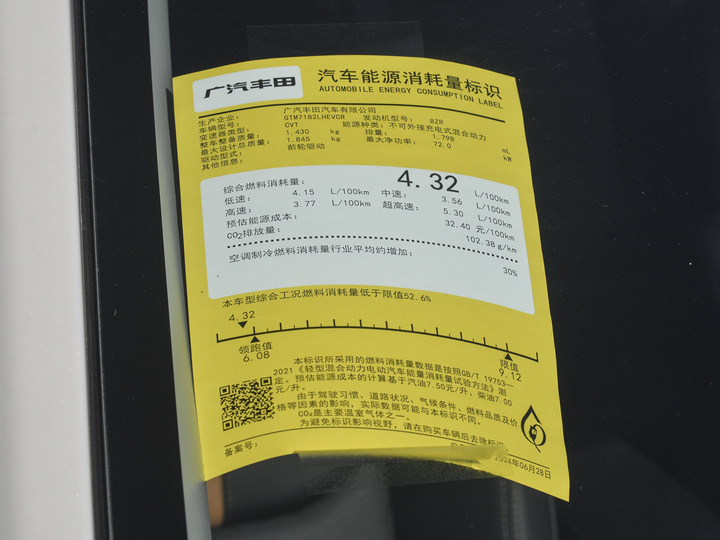 广汽丰田
汽车能源消耗量标识
AUTOMOBILE ENERGY CONSUMPTION LABEL
生产企业: 广汽丰田汽车有限公司
车辆型号: GTM7182LHEVCR 发动机型号: 8ZR
变速器类型: CVT 能源种类: 不可外接充电式混合动力
整车整备质量: 1,430 kg 排量: 1,798 mL
最大设计总质量: 1,845 kg 最大净功率: 72.0 kW
驱动型式: 前轮驱动
其他信息:
综合燃料消耗量: 4.32 L/100km
低速: 4.15 L/100km 中速: 3.56 L/100km
高速: 3.77 L/100km 超高速: 5.30 L/100km
预估能源成本: 32.40 元/100km
CO₂排放量: 102.38 g/km
空调制冷燃料消耗量行业平均约增加: 30%
本车型综合工况燃料消耗量低于限值52.6%
4.32
领跑值
6.08
限值
9.12
本标识所采用的燃料消耗量数据是按照GB/T 19753—
2021《轻型混合动力电动汽车能量消耗量试验方法》测
定。预估能源成本的计算基于汽油7.50元/升、柴油7.00
元/升。
由于驾驶习惯、道路状况、气候条件、燃料品质及价
格等因素的影响,实际数据可能与本标识不同。
CO₂是主要温室气体之一。
为避免标识影响视野,请在购买车辆后去除标识
备案号:
2024年06月28日